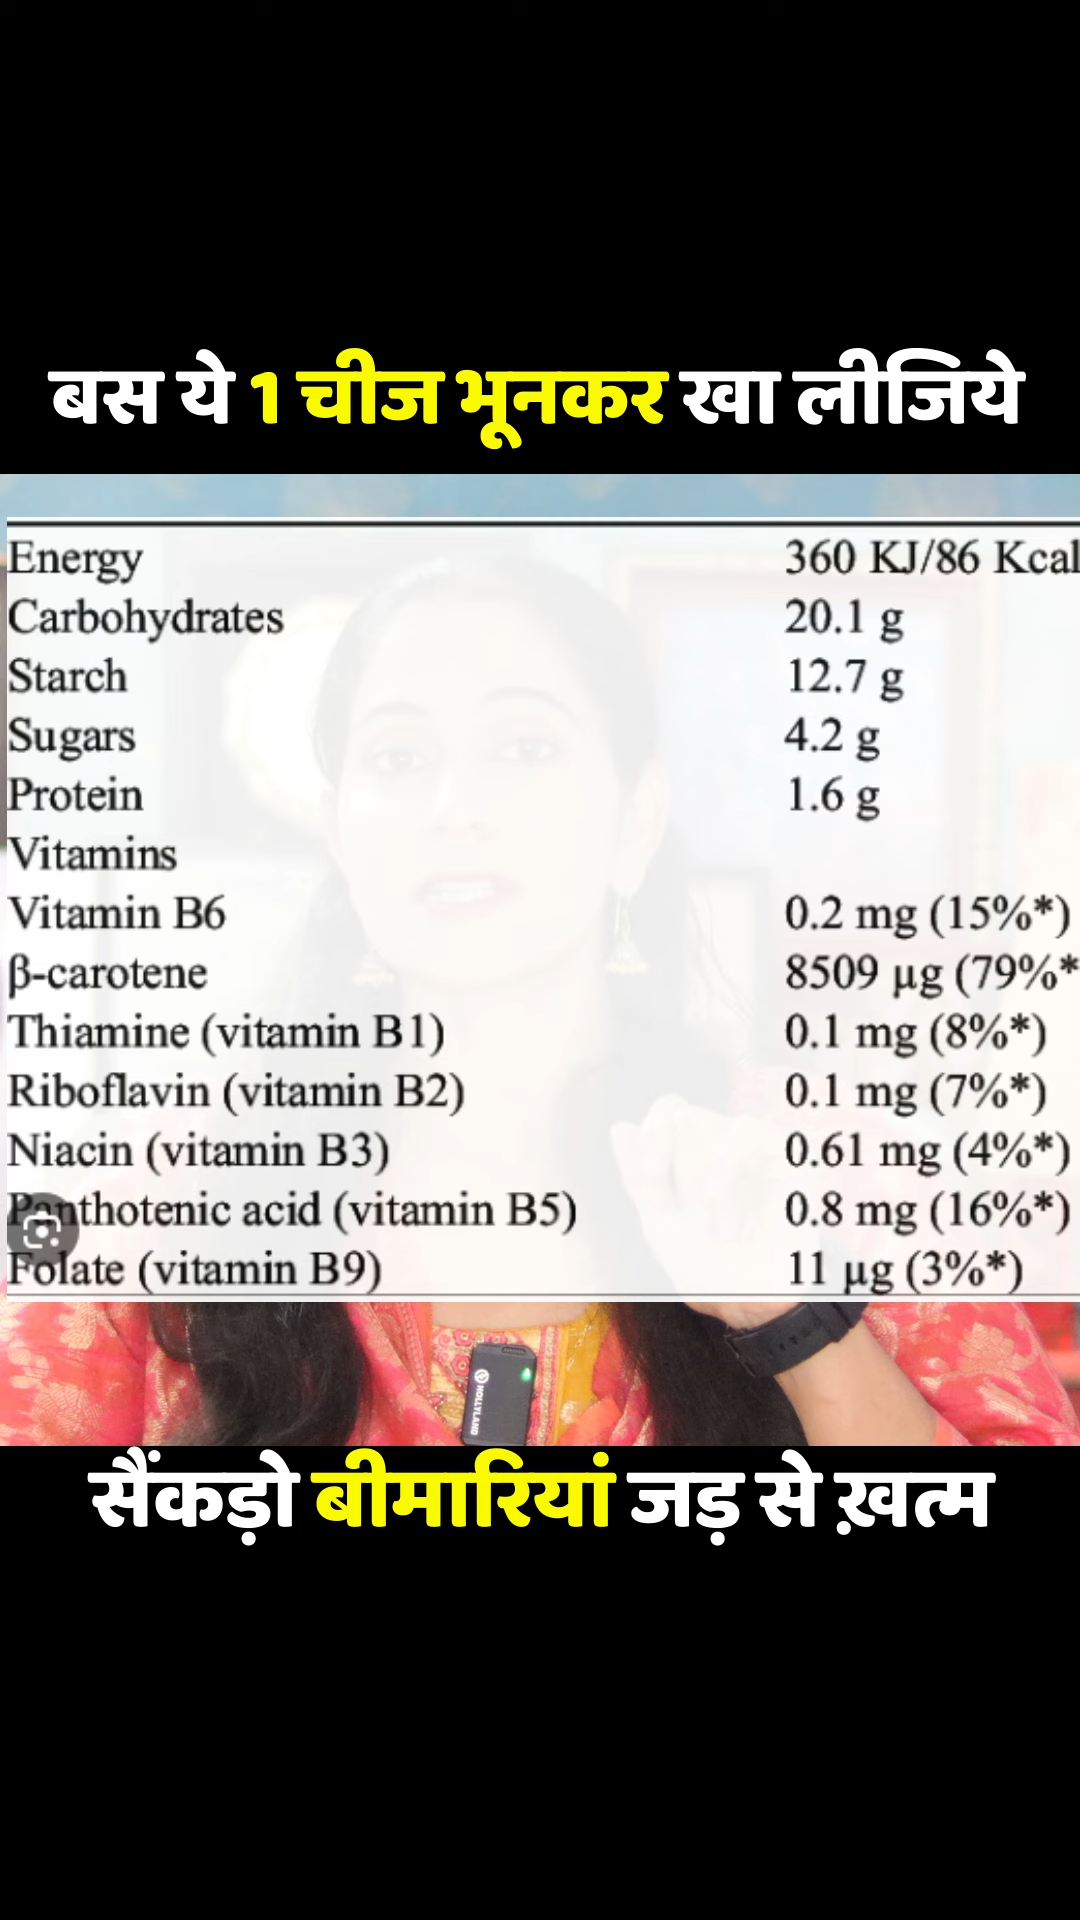 बस ये 1 चीज भूनकर खा लीजिये
Energy 360 KJ/86 Kcal
Carbohydrates 20.1 g
Starch 12.7 g
Sugars 4.2 g
Protein 1.6 g
Vitamins
Vitamin B6 0.2 mg (15%*)
β-carotene 8509 µg (79%*
Thiamine (vitamin B1) 0.1 mg (8%*)
Riboflavin (vitamin B2) 0.1 mg (7%*)
Niacin (vitamin B3) 0.61 mg (4%*)
Panthotenic acid (vitamin B5) 0.8 mg (16%*)
Folate (vitamin B9) 11 µg (3%*)
HOLLYLAND
सैंकड़ो बीमारियां जड़ से ख़त्म